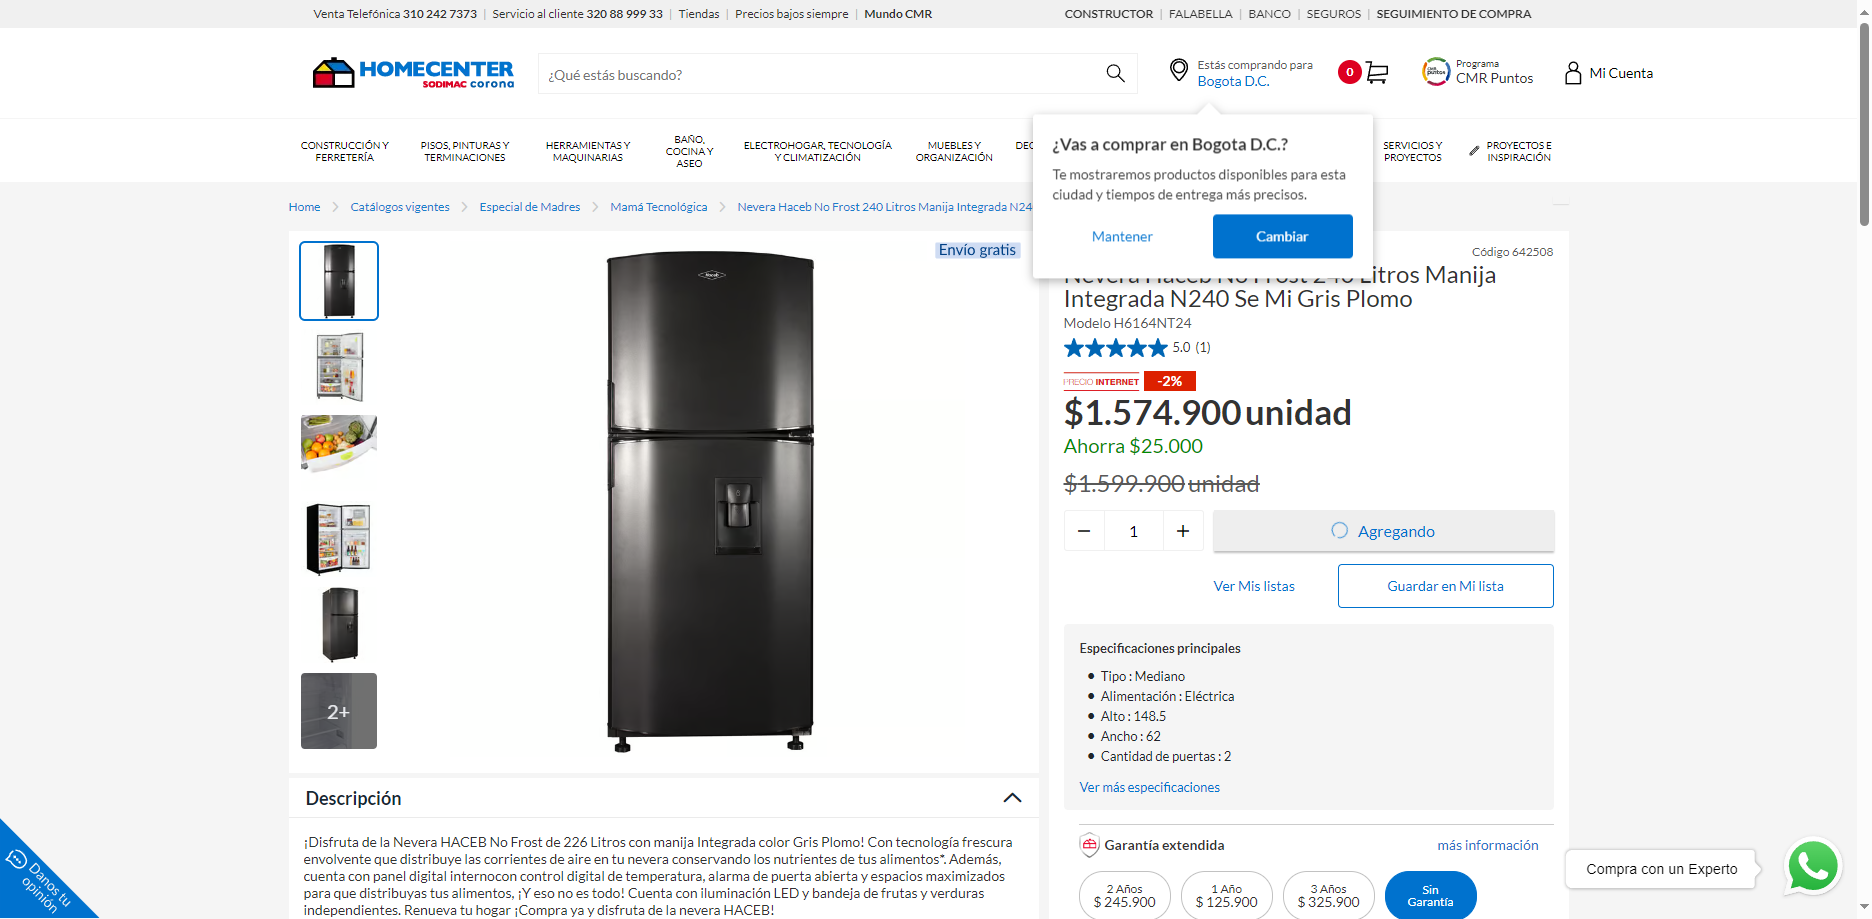 Venta Telefónica 310 242 7373 | Servicio al cliente 320 88 999 33 | Tiendas | Precios bajos siempre | Mundo CMR
CONSTRUCTOR | FALABELLA | BANCO | SEGUROS | SEGUIMIENTO DE COMPRA
HOMECENTER
SODIMAC corona
¿Qué estás buscando?
Estás comprando para
Bogota D.C.
0
Programa
CMR Puntos
Mi Cuenta
CONSTRUCCIÓN Y
FERRETERÍA
PISOS, PINTURAS Y
TERMINACIONES
HERRAMIENTAS Y
MAQUINARIAS
BAÑO,
COCINA Y
ASEO
ELECTROHOGAR, TECNOLOGÍA
Y CLIMATIZACIÓN
MUEBLES Y
ORGANIZACIÓN
DEC
SERVICIOS Y
PROYECTOS
PROYECTOS E
INSPIRACIÓN
¿Vas a comprar en Bogota D.C.?
Te mostraremos productos disponibles para esta
ciudad y tiempos de entrega más precisos.
Mantener
Cambiar
Home > Catálogos vigentes > Especial de Madres > Mamá Tecnológica > Nevera Haceb No Frost 240 Litros Manija Integrada N24
Envío gratis
Haceb
2+
Código 642508
Nevera Haceb No Frost 240 Litros Manija
Integrada N240 Se Mi Gris Plomo
Modelo H6164NT24
5.0 (1)
PRECIO INTERNET -2%
$1.574.900 unidad
Ahorra $25.000
$1.599.900 unidad
− 1 +
Agregando
Ver Mis listas
Guardar en Mi lista
Especificaciones principales
• Tipo : Mediano
• Alimentación : Eléctrica
• Alto : 148.5
• Ancho : 62
• Cantidad de puertas : 2
Ver más especificaciones
Descripción
¡Disfruta de la Nevera HACEB No Frost de 226 Litros con manija Integrada color Gris Plomo! Con tecnología frescura
envolvente que distribuye las corrientes de aire en tu nevera conservando los nutrientes de tus alimentos*. Además,
cuenta con panel digital internocon control digital de temperatura, alarma de puerta abierta y espacios maximizados
para que distribuyas tus alimentos, ¡Y eso no es todo! Cuenta con iluminación LED y bandeja de frutas y verduras
independientes. Renueva tu hogar ¡Compra ya y disfruta de la nevera HACEB!
Garantía extendida
más información
2 Años
$ 245.900
1 Año
$ 125.900
3 Años
$ 325.900
Sin
Garantía
Compra con un Experto
Danos tu
opinión